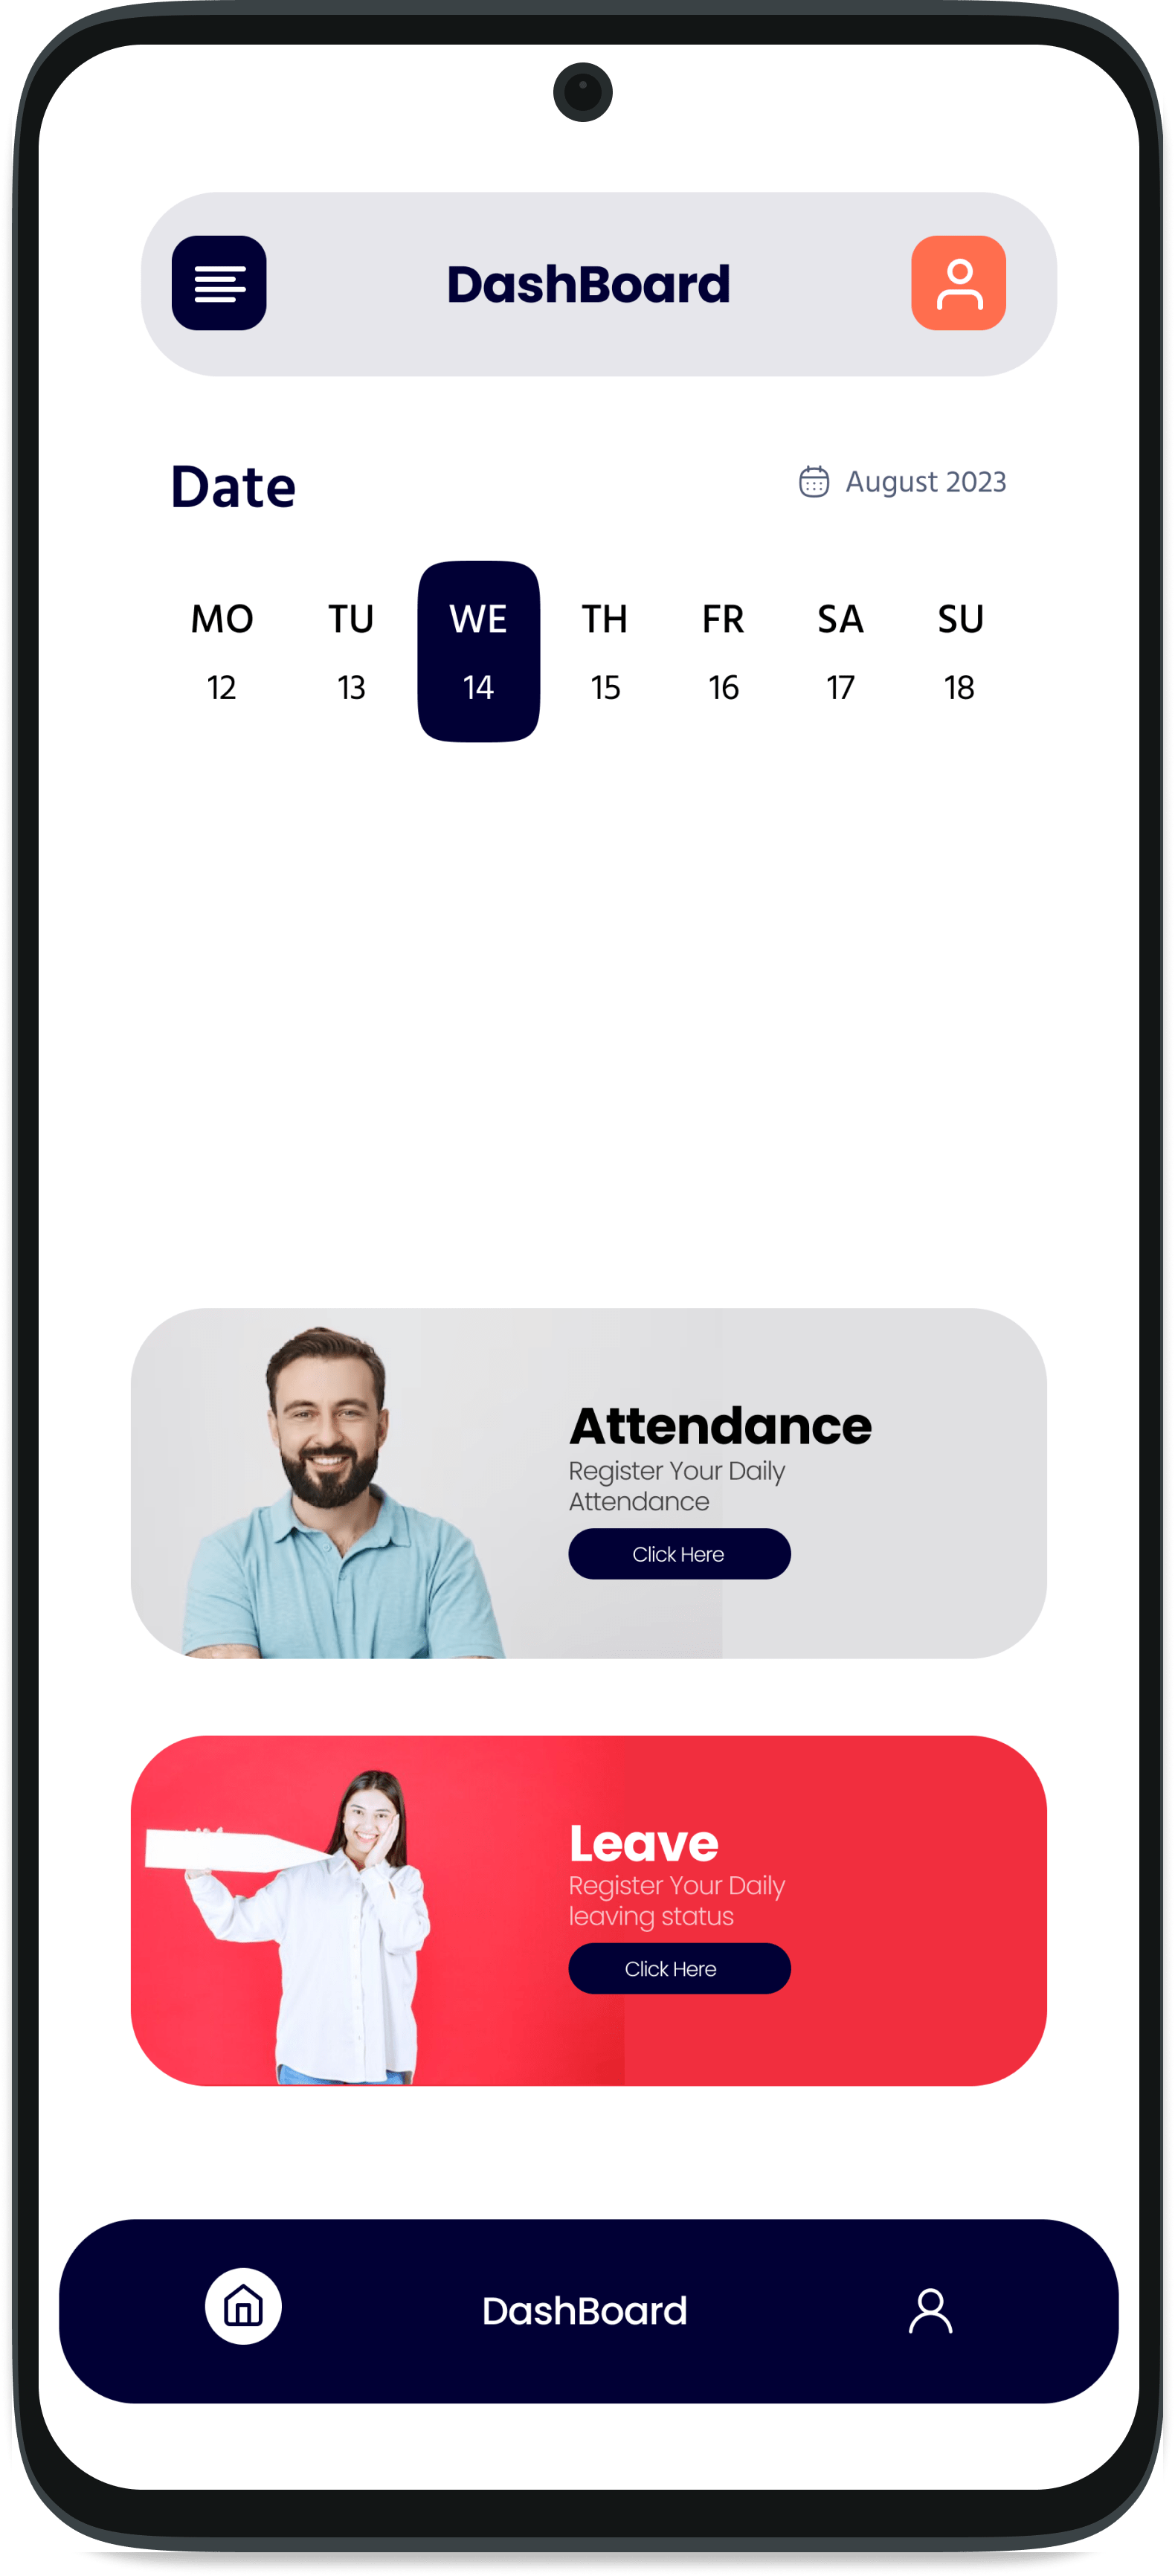 DashBoard
Date
August 2023
MO TU WE TH FR SA SU
12 13 14 15 16 17 18
Attendance
Register Your Daily
Attendance
Click Here
Leave
Register Your Daily
leaving status
Click Here
DashBoard